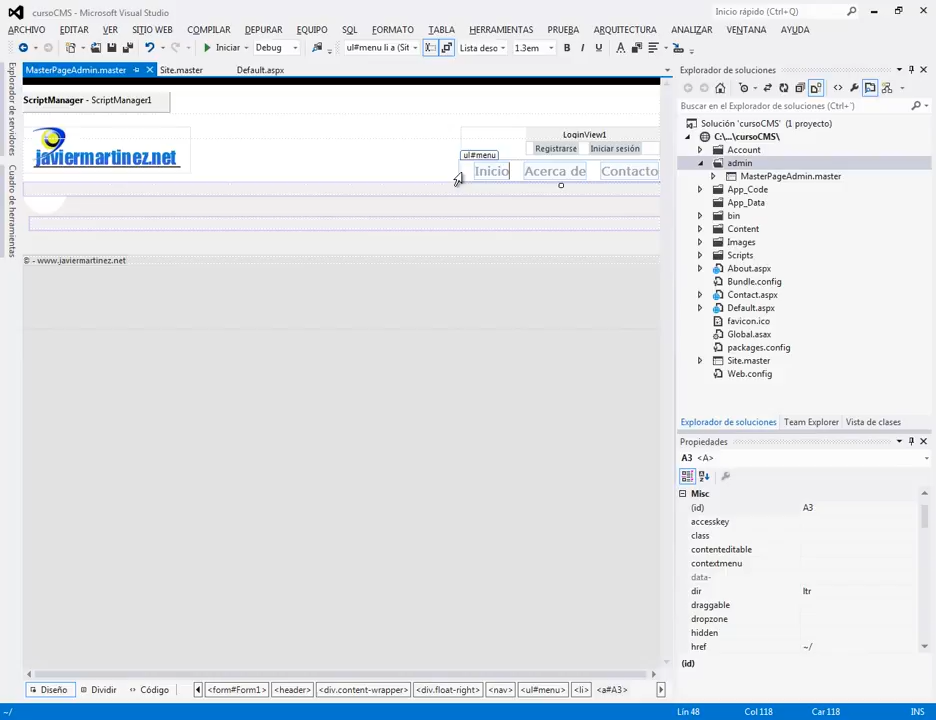 cursoCMS - Microsoft Visual Studio
Inicio rápido (Ctrl+Q)
ARCHIVO EDITAR VER SITIO WEB COMPILAR DEPURAR EQUIPO SQL FORMATO TABLA HERRAMIENTAS PRUEBA ARQUITECTURA ANALIZAR VENTANA AYUDA
Iniciar Debug ul#menu li a (Sit Lista deso 1.3em B I U A
MasterPageAdmin.master Site.master Default.aspx
Explorador de servidores
Cuadro de herramientas
ScriptManager - ScriptManager1
javiermartinez.net
LoginView1
Registrarse Iniciar sesión
ul#menu
Inicio Acerca de Contacto
© - www.javiermartinez.net
Diseño Dividir Código
<form#Form1> <header> <div.content-wrapper> <div.float-right> <nav> <ul#menu> <li> <a#A3>
Explorador de soluciones
Buscar en el Explorador de soluciones (Ctrl+´)
Solución 'cursoCMS' (1 proyecto)
C:\...\cursoCMS\
Account
admin
MasterPageAdmin.master
App_Code
App_Data
bin
Content
Images
Scripts
About.aspx
Bundle.config
Contact.aspx
Default.aspx
favicon.ico
Global.asax
packages.config
Site.master
Web.config
Explorador de soluciones Team Explorer Vista de clases
Propiedades
A3 <A>
Misc
(id) A3
accesskey
class
contenteditable
contextmenu
data-
dir ltr
draggable
dropzone
hidden
href ~/
(id)
~/ Lín 48 Col 118 Car 118 INS